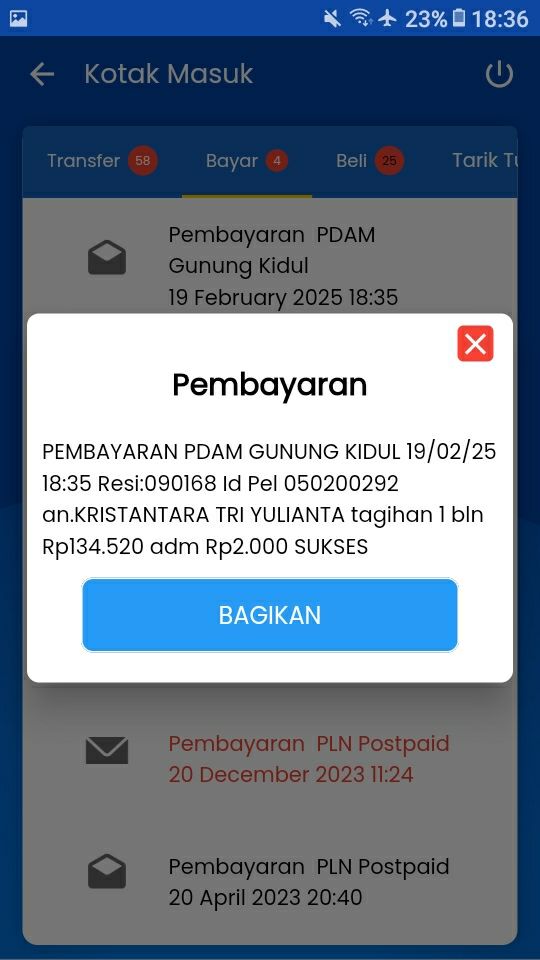 23% 18:36
Kotak Masuk
Transfer 58 Bayar 4 Beli 25 Tarik Tu
Pembayaran PDAM
Gunung Kidul
19 February 2025 18:35
Pembayaran
PEMBAYARAN PDAM GUNUNG KIDUL 19/02/25
18:35 Resi:090168 Id Pel 050200292
an.KRISTANTARA TRI YULIANTA tagihan 1 bln
Rp134.520 adm Rp2.000 SUKSES
BAGIKAN
Pembayaran PLN Postpaid
20 December 2023 11:24
Pembayaran PLN Postpaid
20 April 2023 20:40